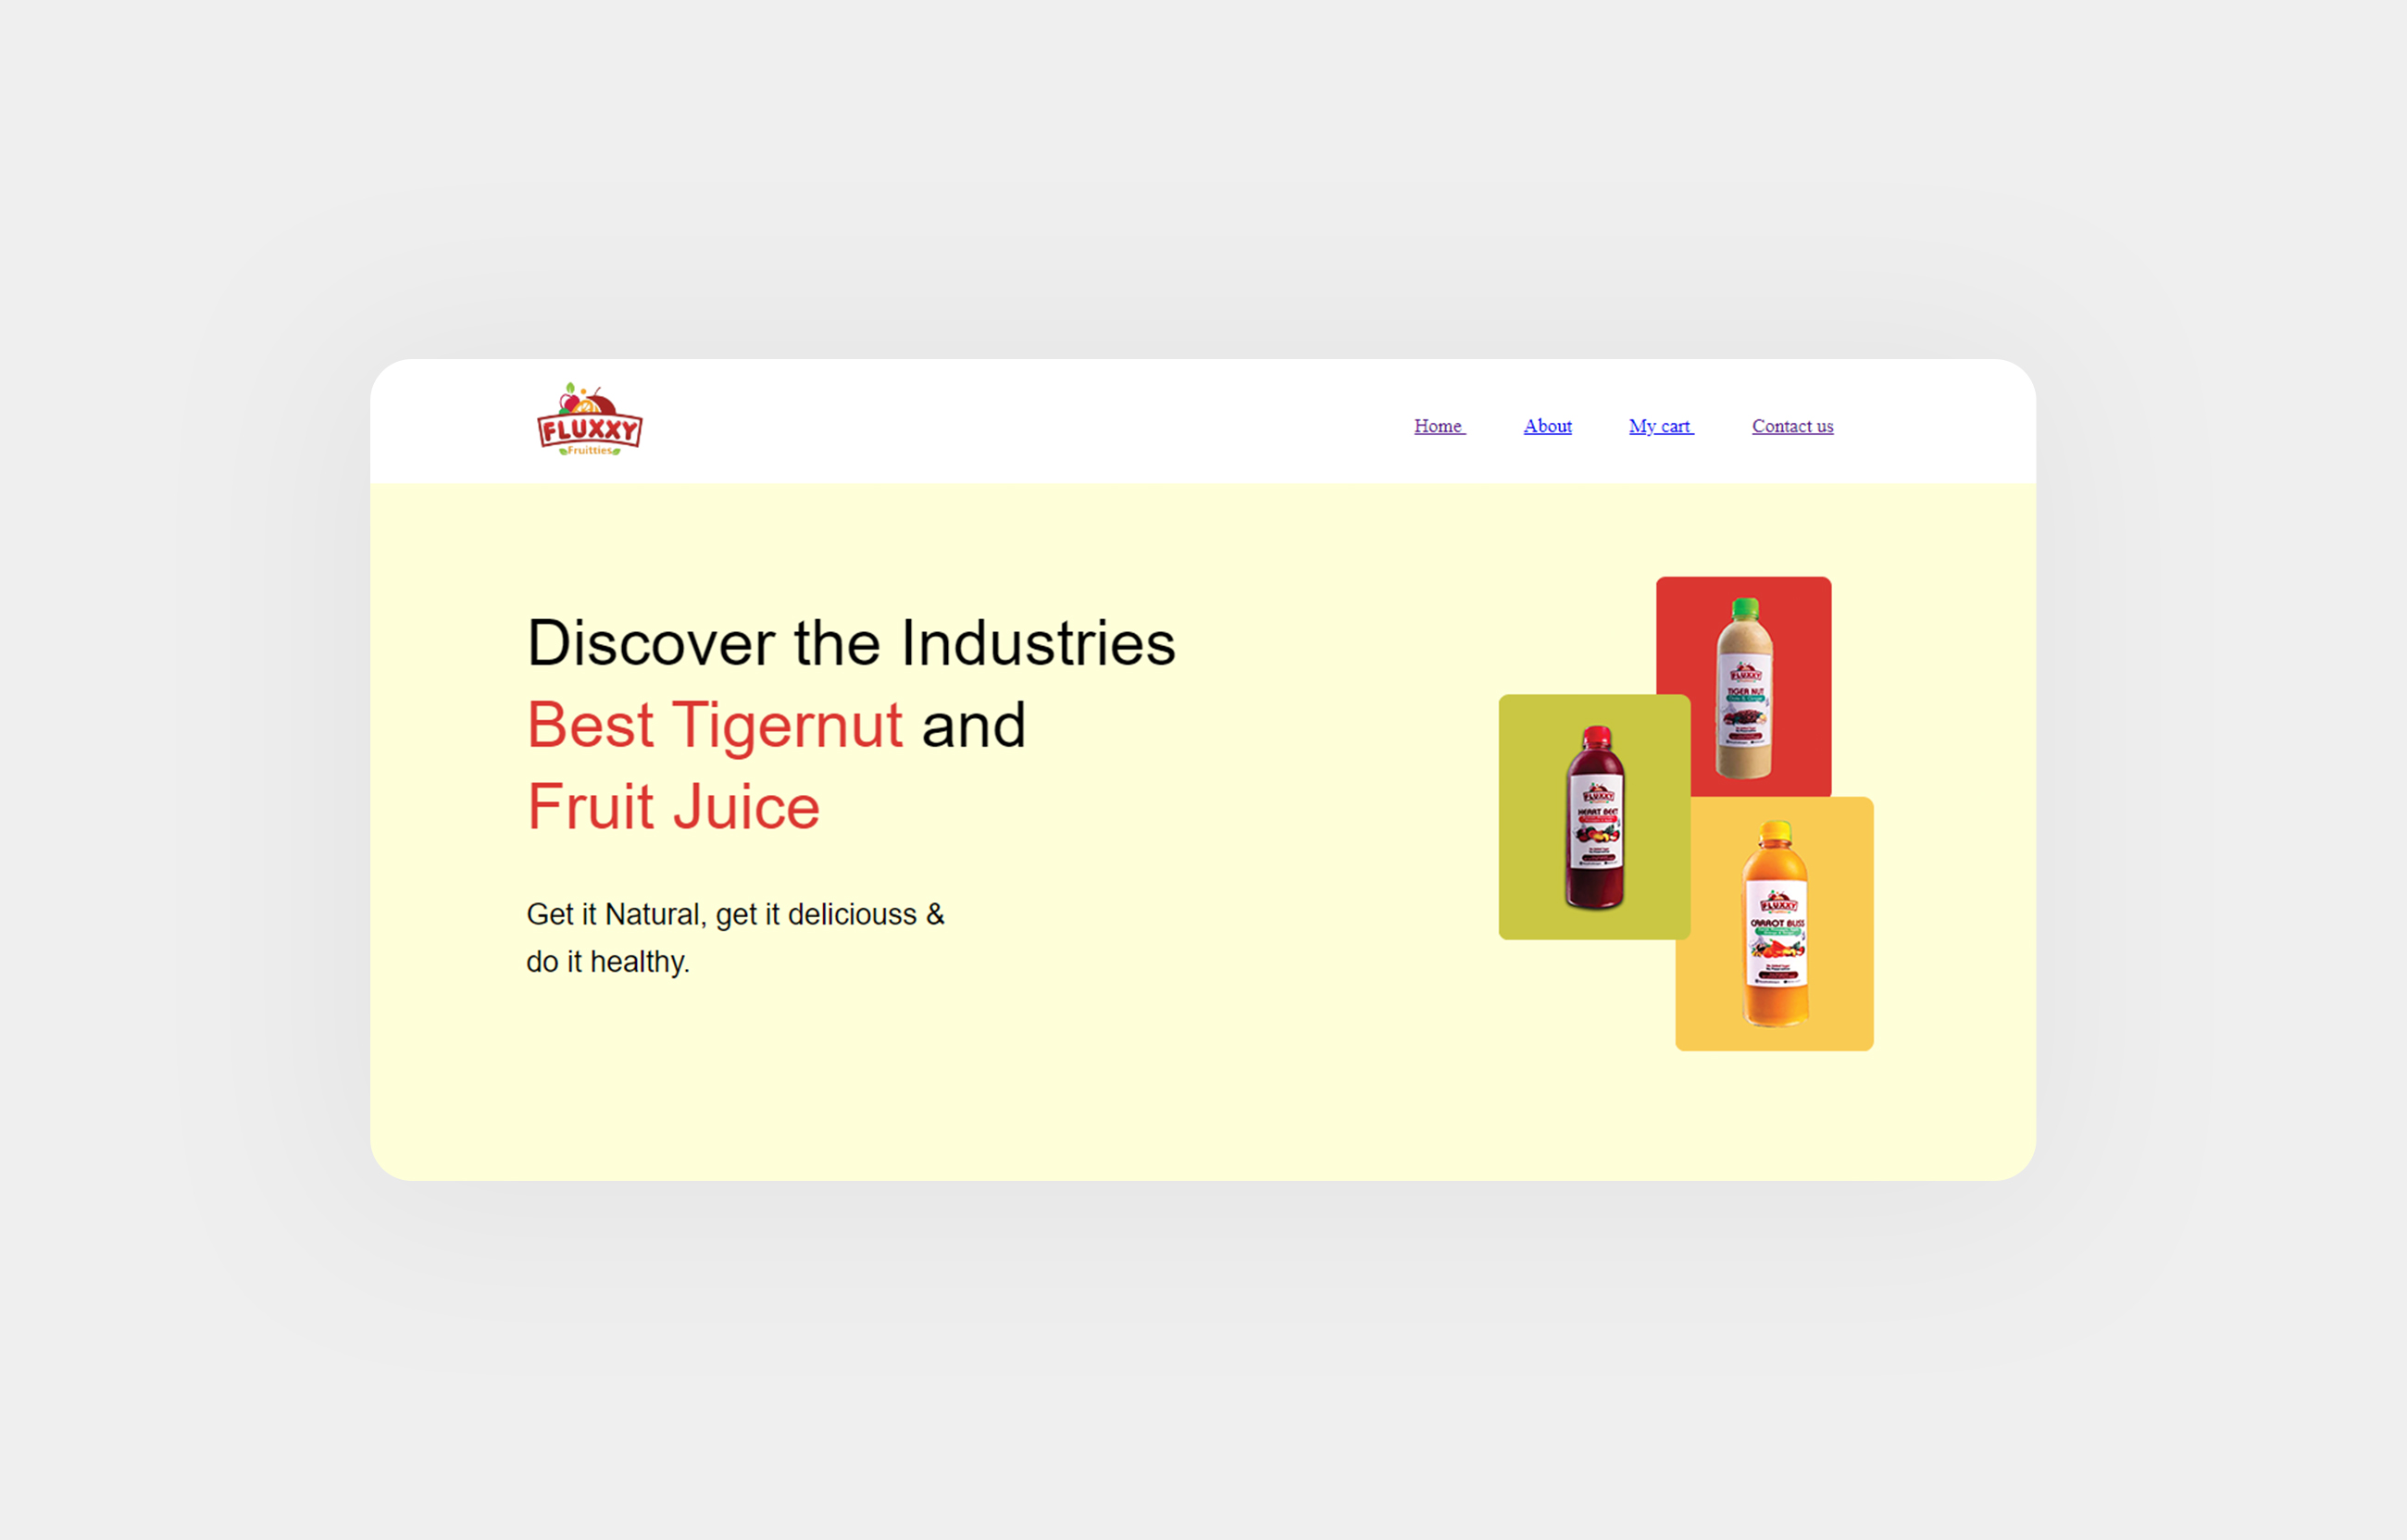 FLUXXY
Fruitties
Home
About
My cart
Contact us
Discover the Industries
Best Tigernut and
Fruit Juice
Get it Natural, get it deliciouss &
do it healthy.
FLUXXY
TIGER NUT
FLUXXY
HEART BEET
FLUXXY
CARROT BLISS